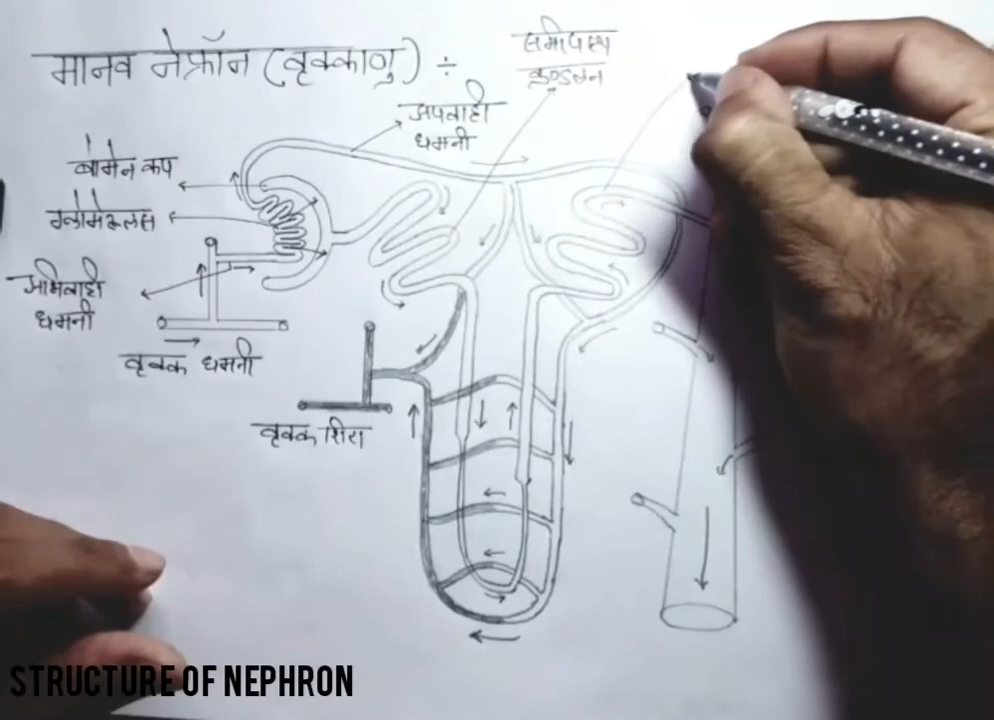 मानव नेफ्रॉन (वृक्काणु) ÷
समीपस्थ
कुण्डलन
अपवाही
धमनी
बोमेन कप
ग्लोमेरूलस
अभिवाही
धमनी
वृक्क धमनी
वृक्क शिरा
STRUCTURE OF NEPHRON